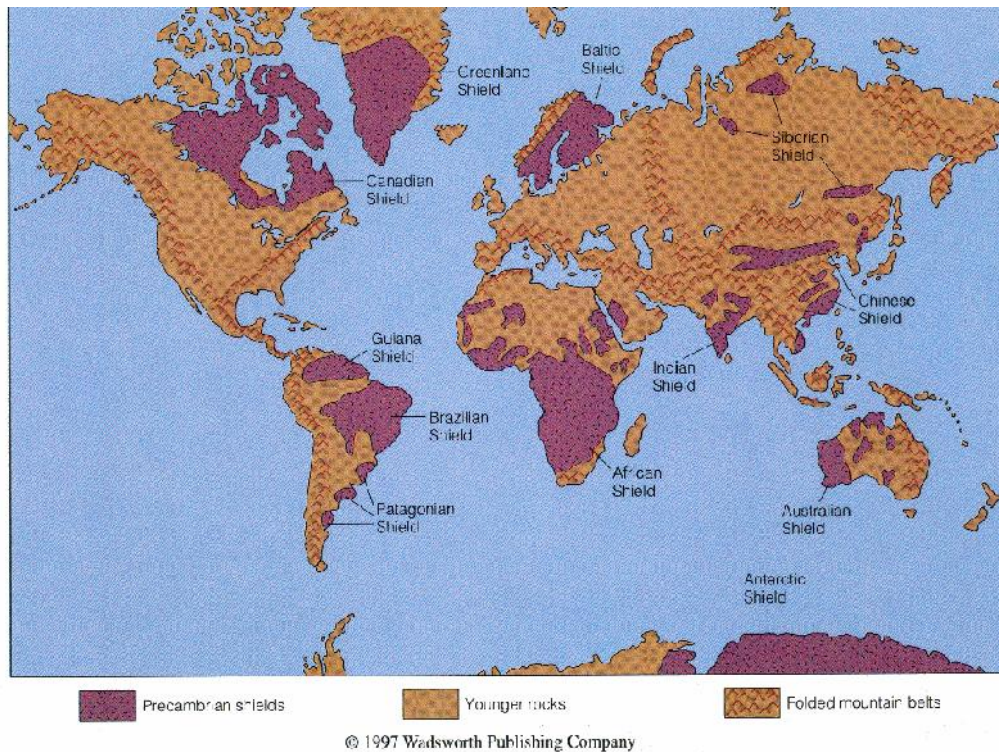 Baltic
Shield
Greenland
Shield
Siberian
Shield
Canadian
Shield
Chinese
Shield
Guiana
Shield
Indian
Shield
Brazilian
Shield
African
Shield
Patagonian
Shield
Australian
Shield
Antarctic
Shield
Precambrian shields
Younger rocks
Folded mountain belts
© 1997 Wadsworth Publishing Company